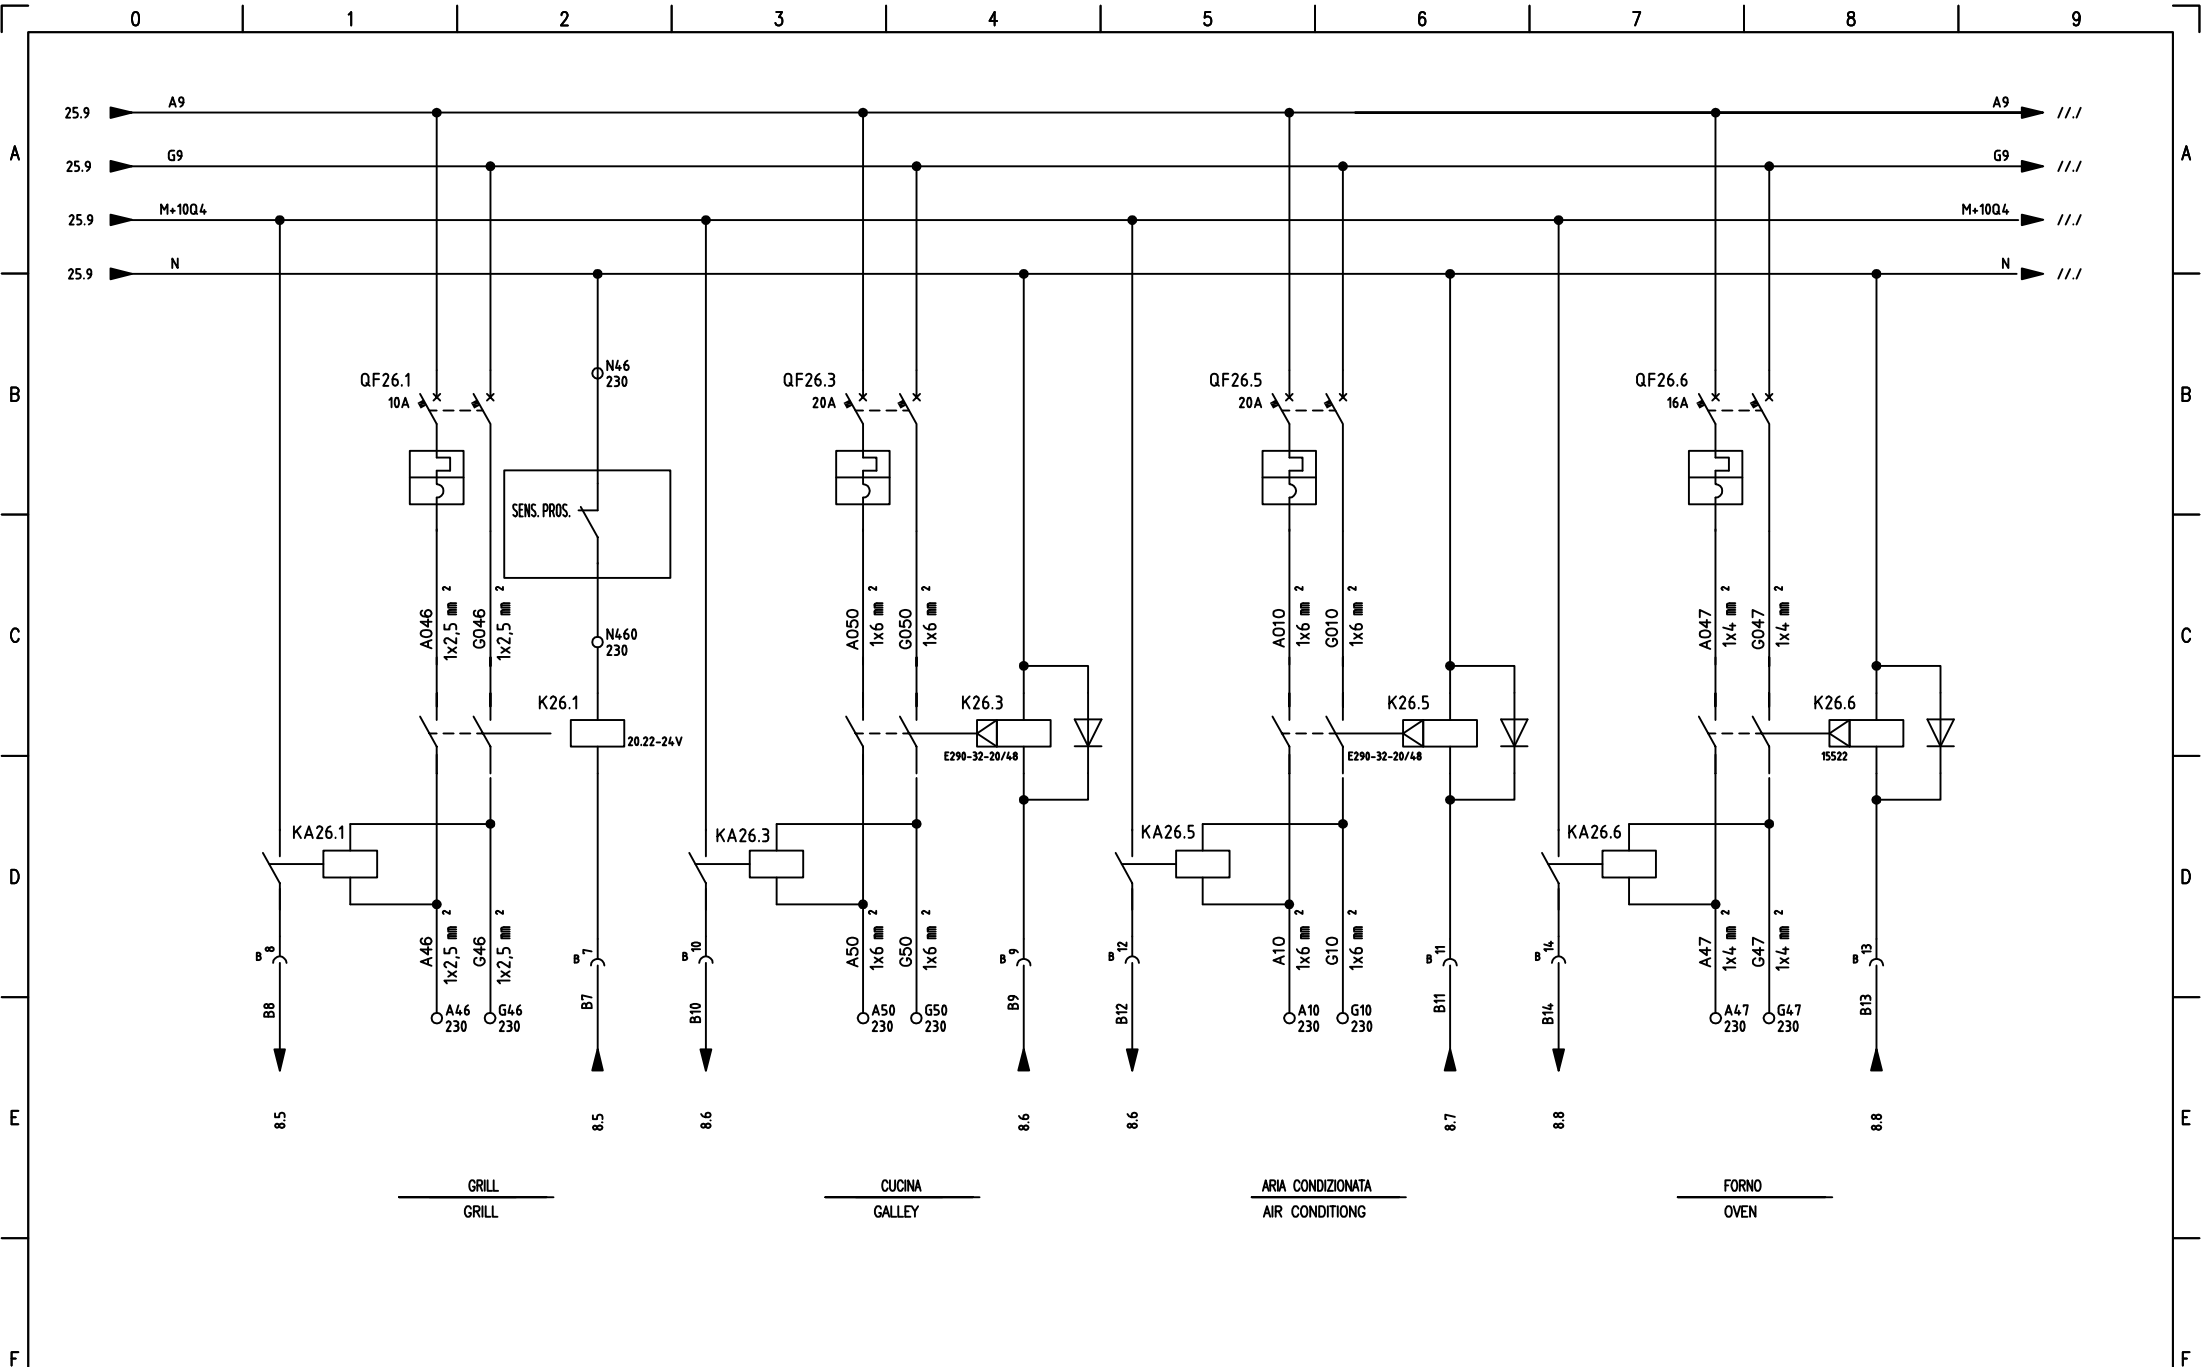 0 1 2 3 4 5 6 7 8 9
25.9 A9 A9 //./
A A
25.9 G9 G9 //./
25.9 M+10Q4 M+10Q4 //./
25.9 N N //./
N46
230
QF26.1
10A
QF26.3
20A
QF26.5
20A
QF26.6
16A
B B
SENS. PROS.
A046
1x2,5 mm 2
G046
1x2,5 mm 2
A050
1x6 mm 2
G050
1x6 mm 2
A010
1x6 mm 2
G010
1x6 mm 2
A047
1x4 mm 2
G047
1x4 mm 2
C C
N460
230
K26.1
20.22-24V
K26.3
E290-32-20/48
K26.5
E290-32-20/48
K26.6
15522
KA26.1
KA26.3
KA26.5
KA26.6
D D
B 8
A46
1x2,5 mm 2
G46
1x2,5 mm 2
B 7
B 10
A50
1x6 mm 2
G50
1x6 mm 2
B 9
B 12
A10
1x6 mm 2
G10
1x6 mm 2
B 11
B 14
A47
1x4 mm 2
G47
1x4 mm 2
B 13
B8
A46
230
G46
230
B7
B10
A50
230
G50
230
B9
B12
A10
230
G10
230
B11
B14
A47
230
G47
230
B13
E E
8.5 8.5 8.6 8.6 8.6 8.7 8.8 8.8
GRILL
GRILL
CUCINA
GALLEY
ARIA CONDIZIONATA
AIR CONDITIONG
FORNO
OVEN
F F